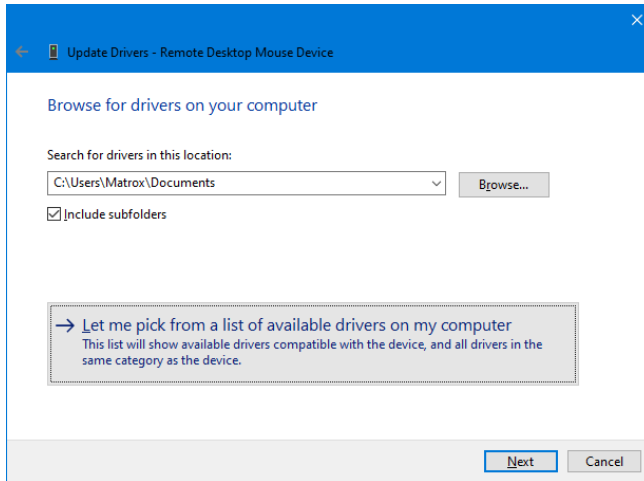 Update Drivers - Remote Desktop Mouse Device
Browse for drivers on your computer
Search for drivers in this location:
C:\Users\Matrox\Documents
Browse...
Include subfolders
Let me pick from a list of available drivers on my computer
This list will show available drivers compatible with the device, and all drivers in the
same category as the device.
Next
Cancel